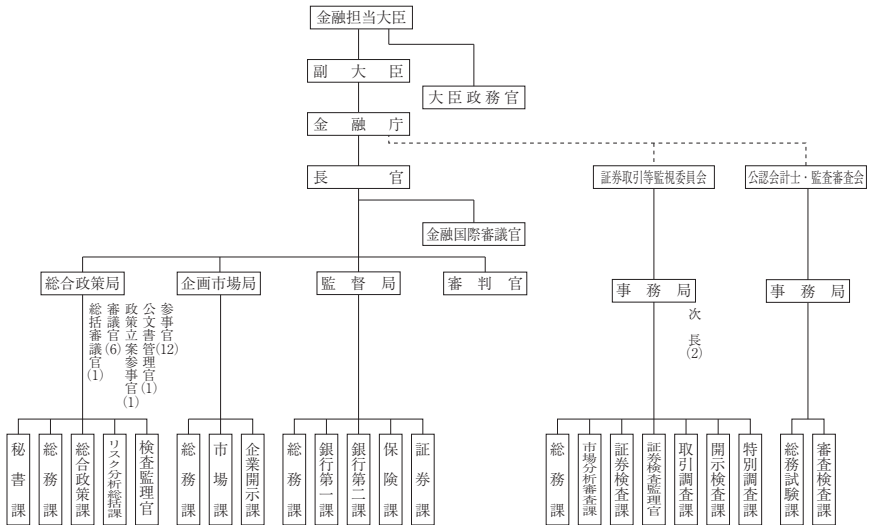 金融担当大臣
副大臣
大臣政務官
金融庁
長官
証券取引等監視委員会
公認会計士・監査審査会
金融国際審議官
総合政策局
企画市場局
監督局
審判官
事務局
事務局
総括審議官(1)
審議官(6)
政策立案参事官(1)
公文書管理官(1)
参事官(12)
次長(2)
秘書課
総務課
総合政策課
リスク分析総括課
検査監理官
総務課
市場課
企業開示課
総務課
銀行第一課
銀行第二課
保険課
証券課
総務課
市場分析審査課
証券検査課
証券検査監理官
取引調査課
開示検査課
特別調査課
総務試験課
審査検査課